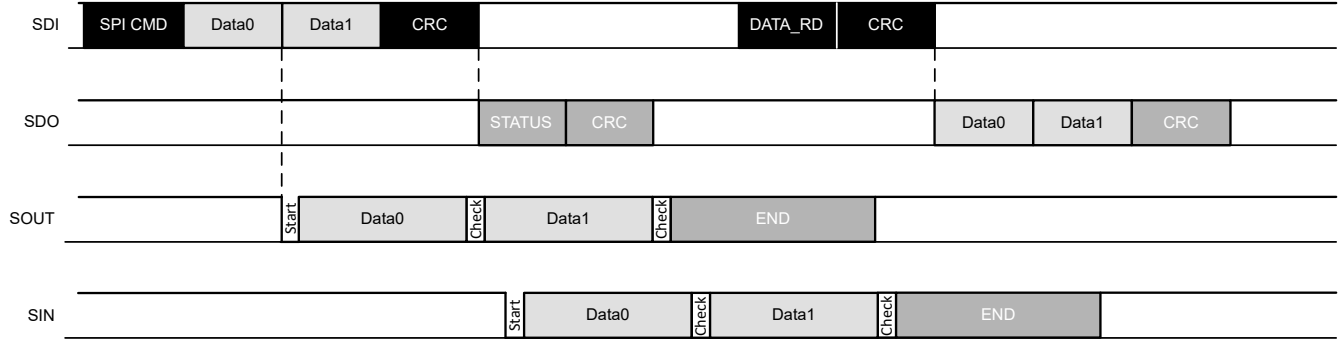 SDI SPI CMD Data0 Data1 CRC DATA_RD CRC
SDO STATUS CRC Data0 Data1 CRC
SOUT Start Data0 Check Data1 Check END
SIN Start Data0 Check Data1 Check END